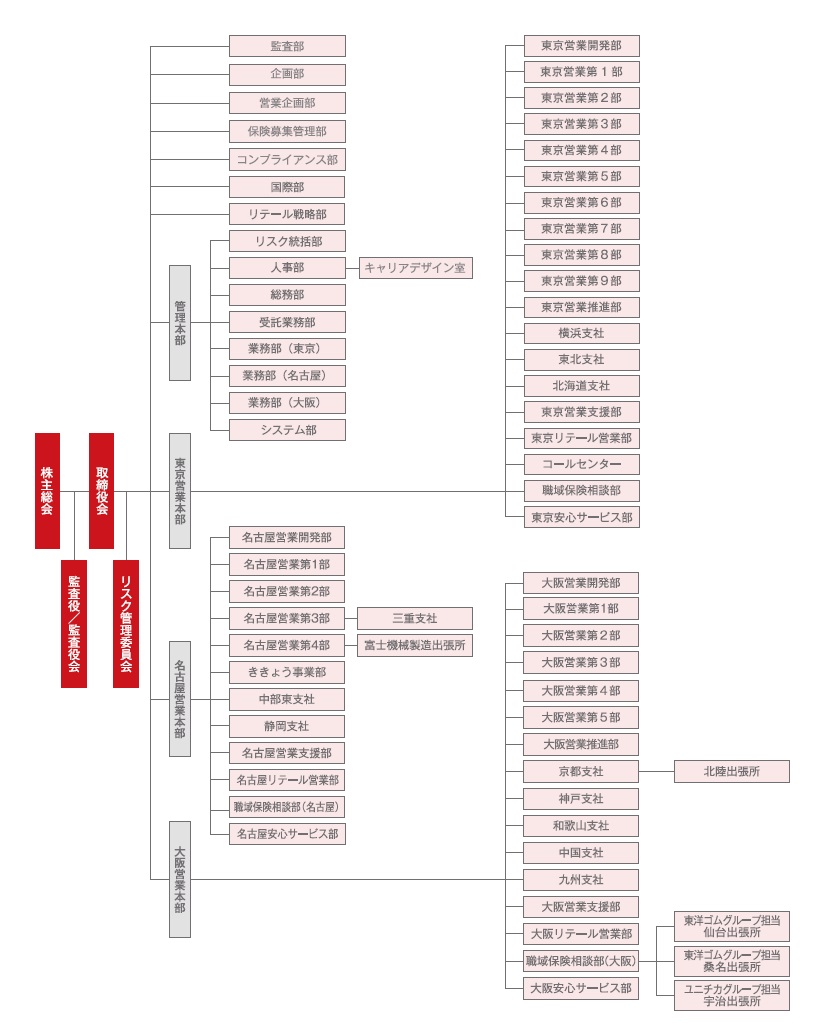 株主総会
監査役／監査役会
取締役会
リスク管理委員会
監査部
企画部
営業企画部
保険募集管理部
コンプライアンス部
国際部
リテール戦略部
管理本部
リスク統括部
人事部
キャリアデザイン室
総務部
受託業務部
業務部（東京）
業務部（名古屋）
業務部（大阪）
システム部
東京営業本部
東京営業開発部
東京営業第１部
東京営業第２部
東京営業第３部
東京営業第４部
東京営業第５部
東京営業第６部
東京営業第７部
東京営業第８部
東京営業第９部
東京営業推進部
横浜支社
東北支社
北海道支社
東京営業支援部
東京リテール営業部
コールセンター
職域保険相談部
東京安心サービス部
名古屋営業本部
名古屋営業開発部
名古屋営業第1部
名古屋営業第2部
名古屋営業第3部
三重支社
名古屋営業第4部
富士機械製造出張所
ききょう事業部
中部東支社
静岡支社
名古屋営業支援部
名古屋リテール営業部
職域保険相談部（名古屋）
名古屋安心サービス部
大阪営業本部
大阪営業開発部
大阪営業第1部
大阪営業第２部
大阪営業第３部
大阪営業第４部
大阪営業第５部
大阪営業推進部
京都支社
北陸出張所
神戸支社
和歌山支社
中国支社
九州支社
大阪営業支援部
大阪リテール営業部
職域保険相談部(大阪)
東洋ゴムグループ担当
仙台出張所
東洋ゴムグループ担当
桑名出張所
ユニチカグループ担当
宇治出張所
大阪安心サービス部